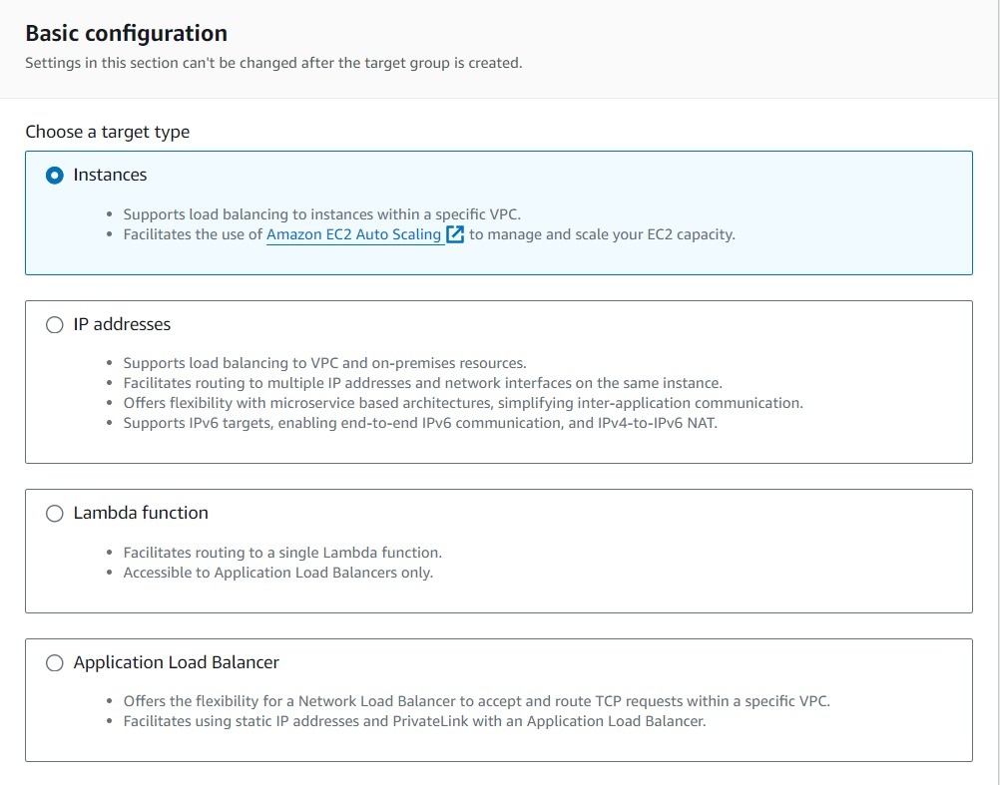 Basic configuration
Settings in this section can't be changed after the target group is created.
Choose a target type
Instances
• Supports load balancing to instances within a specific VPC.
• Facilitates the use of Amazon EC2 Auto Scaling to manage and scale your EC2 capacity.
IP addresses
• Supports load balancing to VPC and on-premises resources.
• Facilitates routing to multiple IP addresses and network interfaces on the same instance.
• Offers flexibility with microservice based architectures, simplifying inter-application communication.
• Supports IPv6 targets, enabling end-to-end IPv6 communication, and IPv4-to-IPv6 NAT.
Lambda function
• Facilitates routing to a single Lambda function.
• Accessible to Application Load Balancers only.
Application Load Balancer
• Offers the flexibility for a Network Load Balancer to accept and route TCP requests within a specific VPC.
• Facilitates using static IP addresses and PrivateLink with an Application Load Balancer.